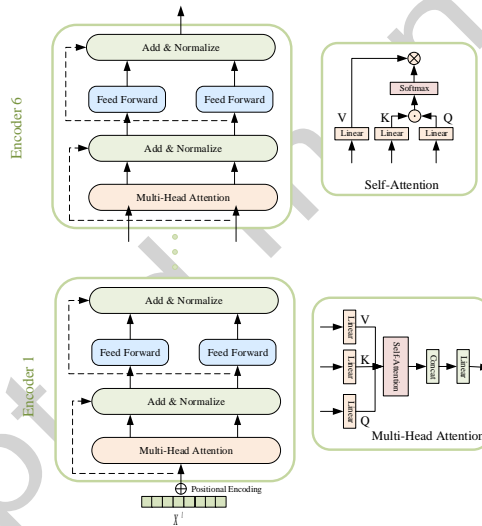 Encoder 6
Add & Normalize
Feed Forward
Feed Forward
Add & Normalize
Multi-Head Attention
Softmax
V
K
Q
Linear
Linear
Linear
Self-Attention
Encoder 1
Add & Normalize
Feed Forward
Feed Forward
Add & Normalize
Multi-Head Attention
Positional Encoding
Linear
V
Linear
K
Linear
Q
Self-Attention
Concat
Linear
Multi-Head Attention